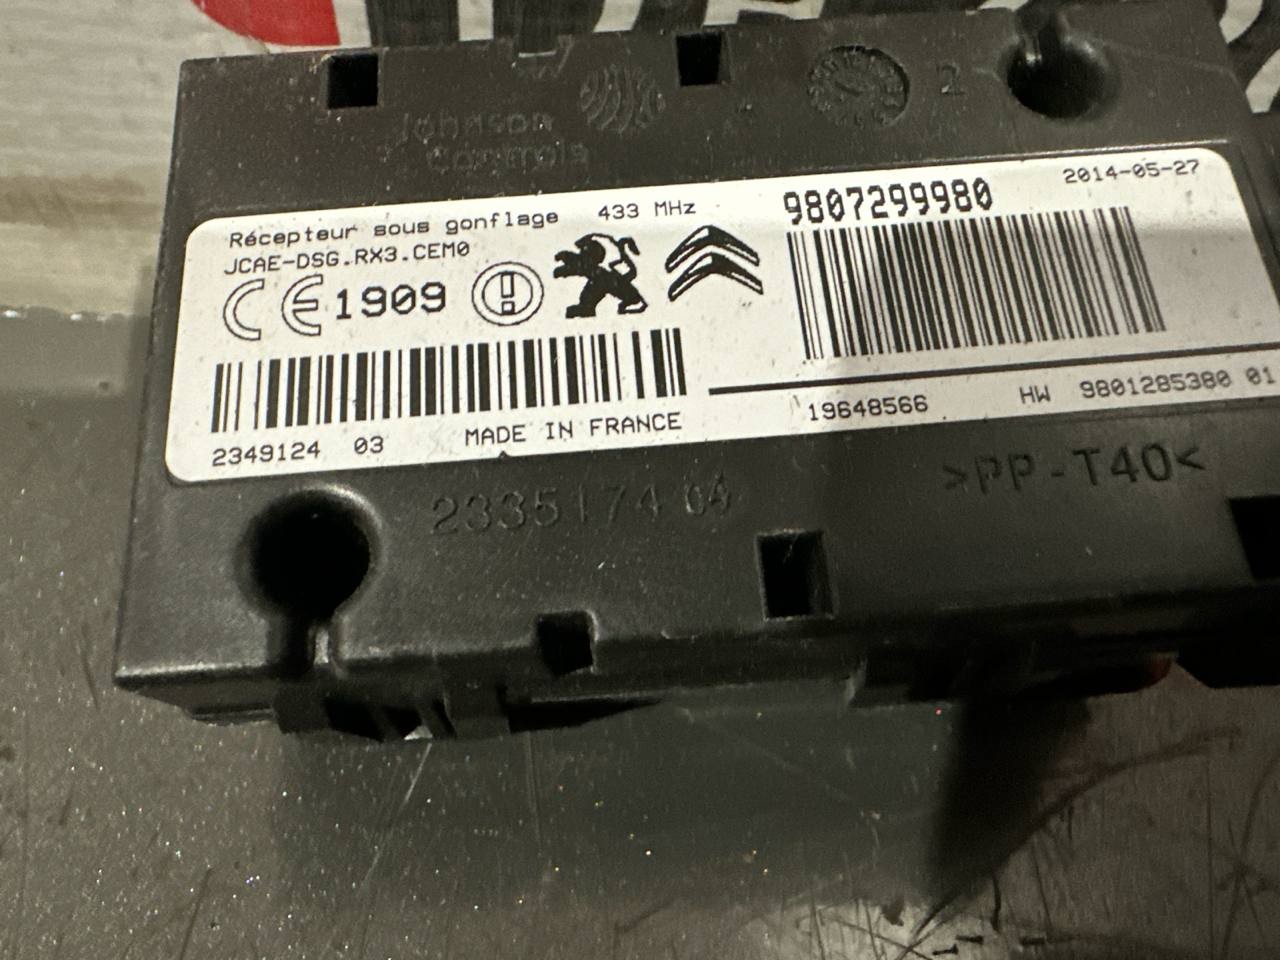 Johnson
Controls
2
Récepteur sous gonflage 433 MHz
JCAE-DSG.RX3.CEM0
CE 1909
9807299980
2014-05-27
2349124 03 MADE IN FRANCE
19648566 HW 9801285380 01
2335174 04
>PP-T40<